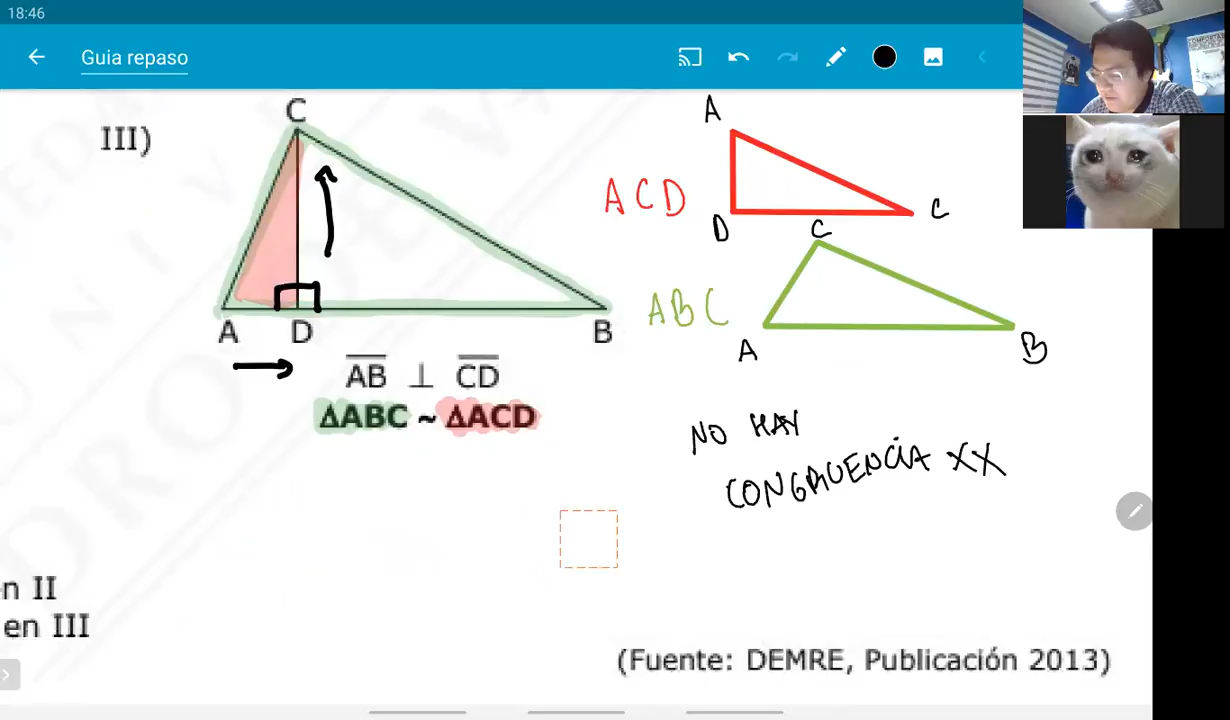 18:46
Guia repaso
III)
C
A
D
B
AB ⊥ CD
ΔABC ~ ΔACD
A
ACD
D
C
C
ABC
A
B
NO HAY
CONGRUENCIA XX
n II
en III
(Fuente: DEMRE, Publicación 2013)